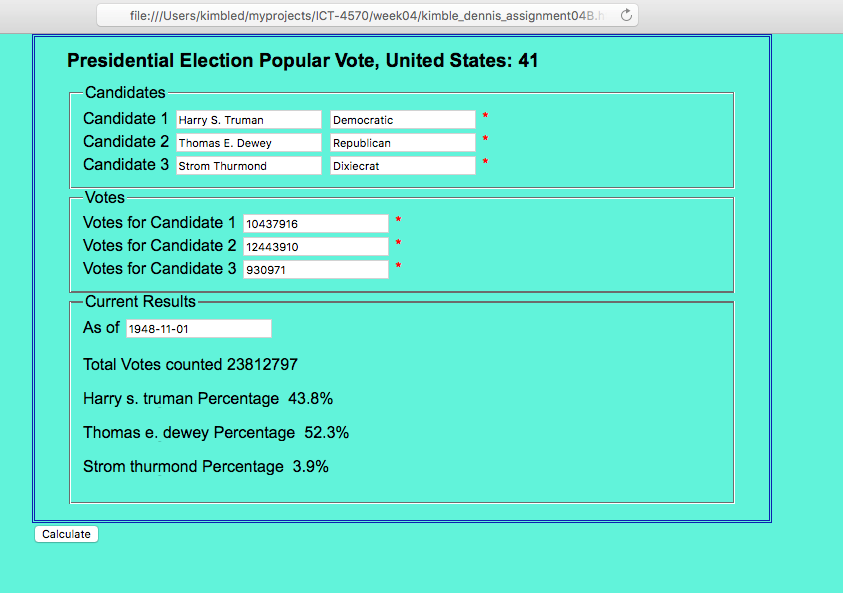 file:///Users/kimbled/myprojects/ICT-4570/week04/kimble_dennis_assignment04B.h
Presidential Election Popular Vote, United States: 41
Candidates
Candidate 1 Harry S. Truman Democratic *
Candidate 2 Thomas E. Dewey Republican *
Candidate 3 Strom Thurmond Dixiecrat *
Votes
Votes for Candidate 1 10437916 *
Votes for Candidate 2 12443910 *
Votes for Candidate 3 930971 *
Current Results
As of 1948-11-01
Total Votes counted 23812797
Harry s. truman Percentage 43.8%
Thomas e. dewey Percentage 52.3%
Strom thurmond Percentage 3.9%
Calculate